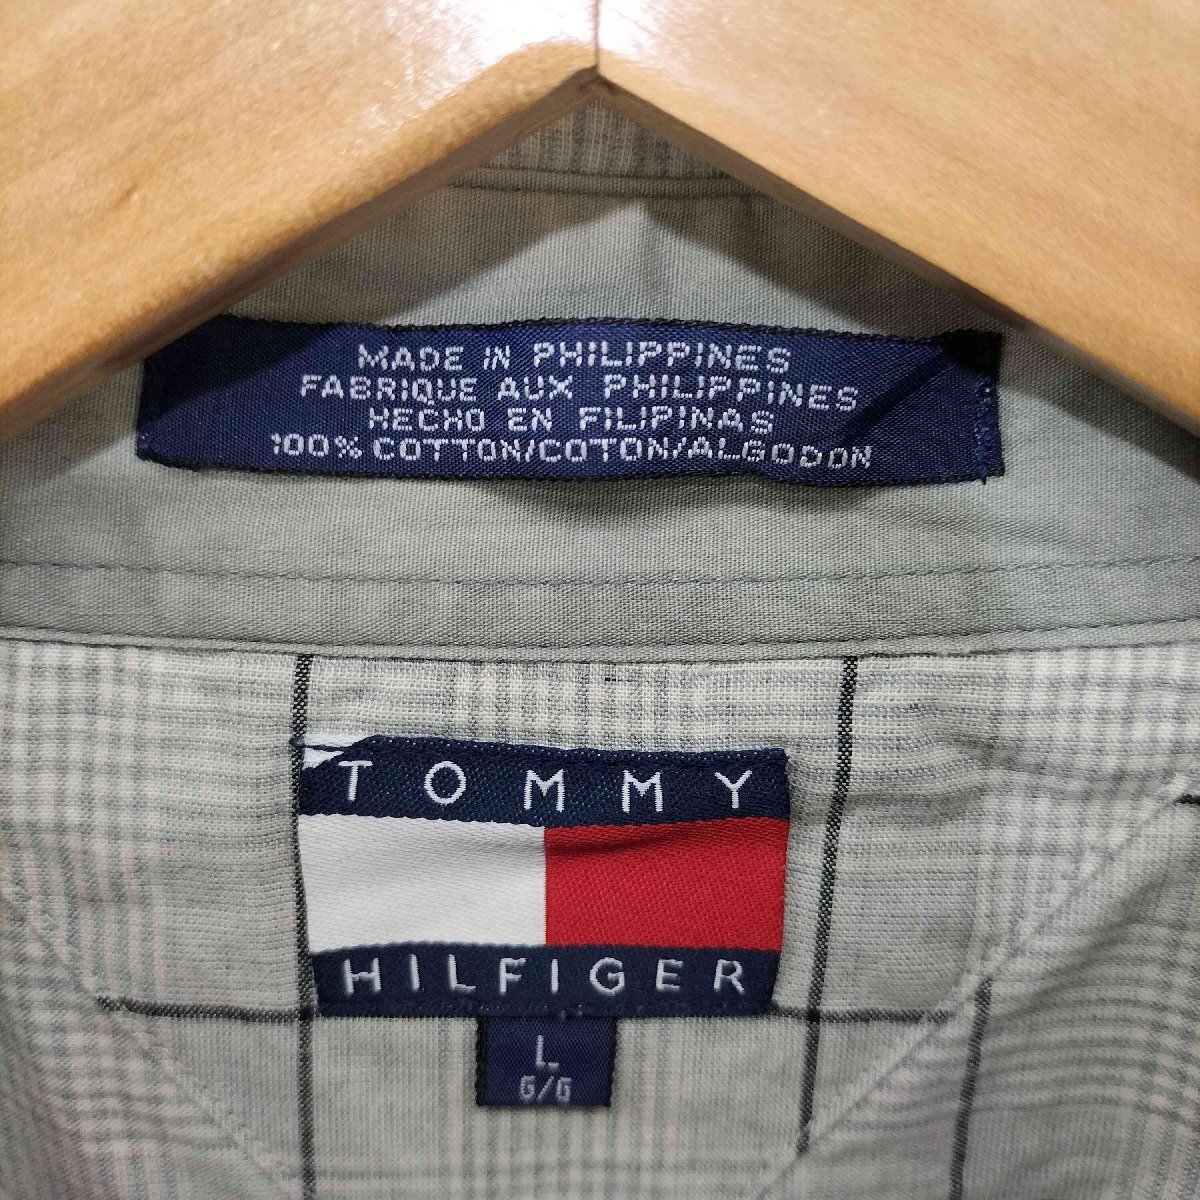 MADE IN PHILIPPINES
FABRIQUE AUX PHILIPPINES
HECHO EN FILIPINAS
100% COTTON/COTON/ALGODON
TOMMY
HILFIGER
L
G/G